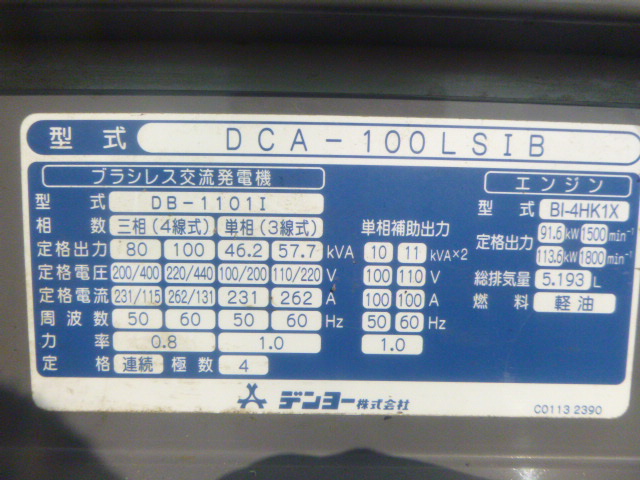 型式 DCA-100LSIB
ブラシレス交流発電機
型式 DB-1101I
相数 三相(4線式) 単相(3線式) 単相補助出力
定格出力 80 100 46.2 57.7 kVA 10 11 kVA×2
定格電圧 200/400 220/440 100/200 110/220 V 100 110 V
定格電流 231/115 262/131 231 262 A 100 100 A
周波数 50 60 50 60 Hz 50 60 Hz
力率 0.8 1.0 1.0
定格 連続 極数 4
エンジン
型式 BI-4HK1X
定格出力 91.6 kW 1500 min⁻¹
113.6 kW 1800 min⁻¹
総排気量 5.193 L
燃料 軽油
デンヨー株式会社
C0113 2390